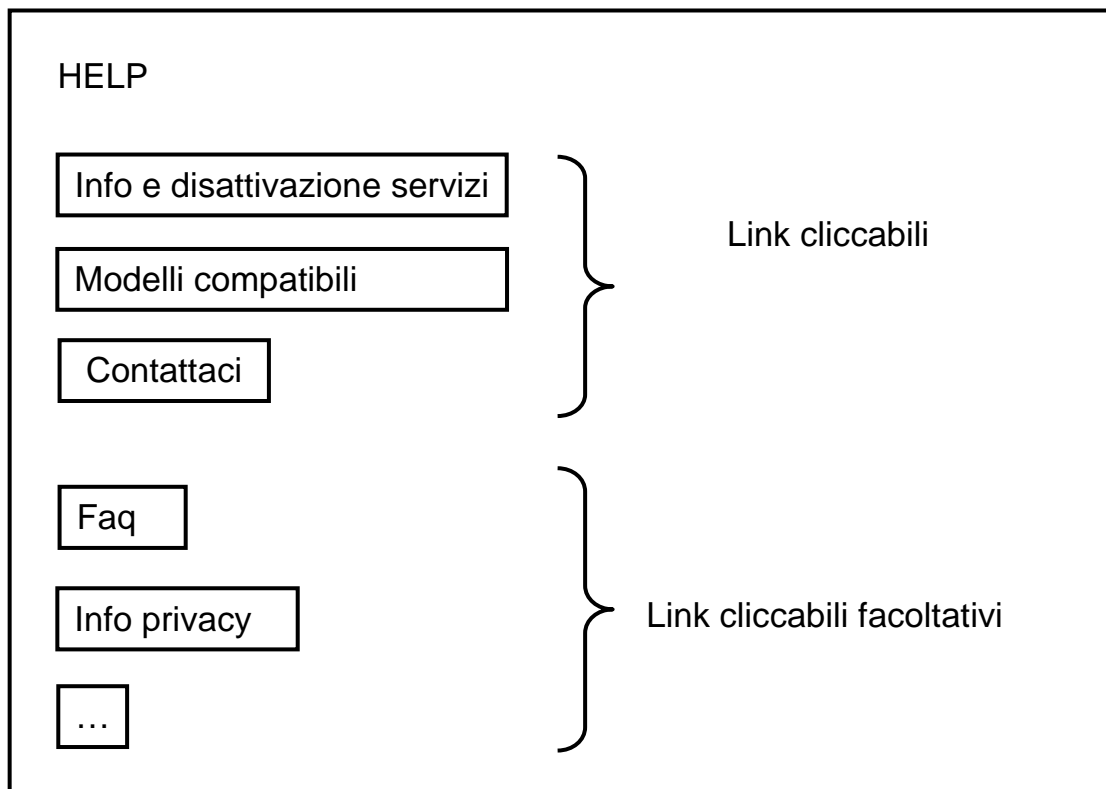 HELP
Info e disattivazione servizi
Link cliccabili
Modelli compatibili
Contattaci
Faq
Info privacy
Link cliccabili facoltativi
…